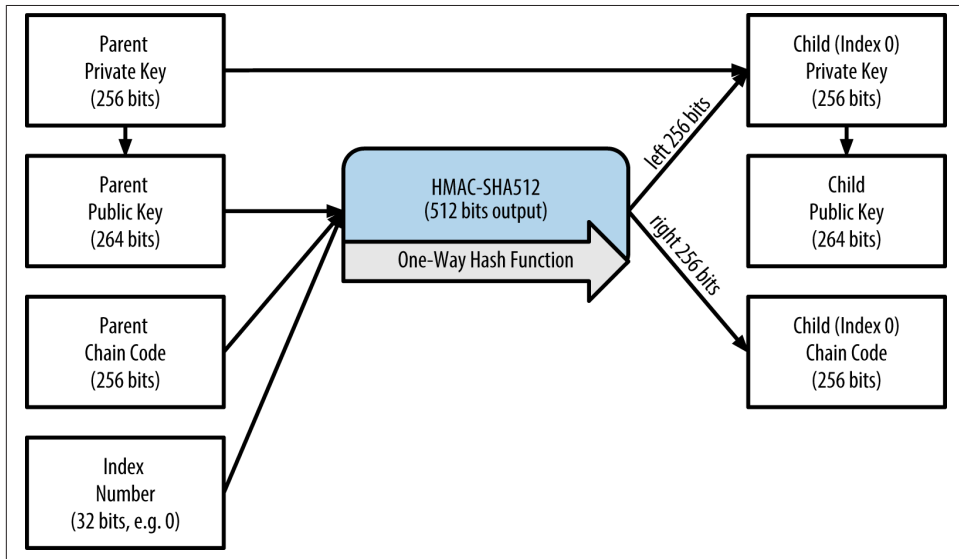 Parent
Private Key
(256 bits)
Parent
Public Key
(264 bits)
Parent
Chain Code
(256 bits)
Index
Number
(32 bits, e.g. 0)
HMAC-SHA512
(512 bits output)
One-Way Hash Function
left 256 bits
right 256 bits
Child (Index 0)
Private Key
(256 bits)
Child
Public Key
(264 bits)
Child (Index 0)
Chain Code
(256 bits)